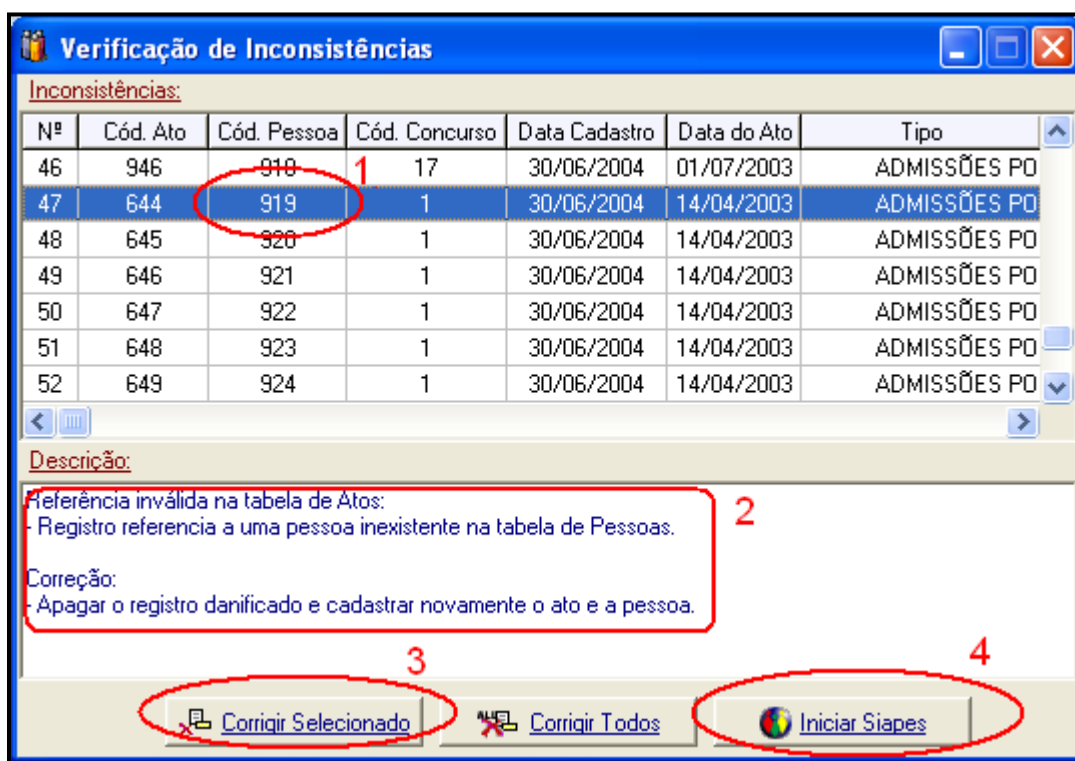 Verificação de Inconsistências
Inconsistências:
Nº Cód. Ato Cód. Pessoa Cód. Concurso Data Cadastro Data do Ato Tipo
46 946 910 1 17 30/06/2004 01/07/2003 ADMISSÕES PO
47 644 919 1 30/06/2004 14/04/2003 ADMISSÕES PO
48 645 920 1 30/06/2004 14/04/2003 ADMISSÕES PO
49 646 921 1 30/06/2004 14/04/2003 ADMISSÕES PO
50 647 922 1 30/06/2004 14/04/2003 ADMISSÕES PO
51 648 923 1 30/06/2004 14/04/2003 ADMISSÕES PO
52 649 924 1 30/06/2004 14/04/2003 ADMISSÕES PO
Descrição:
Referência inválida na tabela de Atos:
- Registro referencia a uma pessoa inexistente na tabela de Pessoas.
2
Correção:
- Apagar o registro danificado e cadastrar novamente o ato e a pessoa.
3 4
Corrigir Selecionado Corrigir Todos Iniciar Siapes